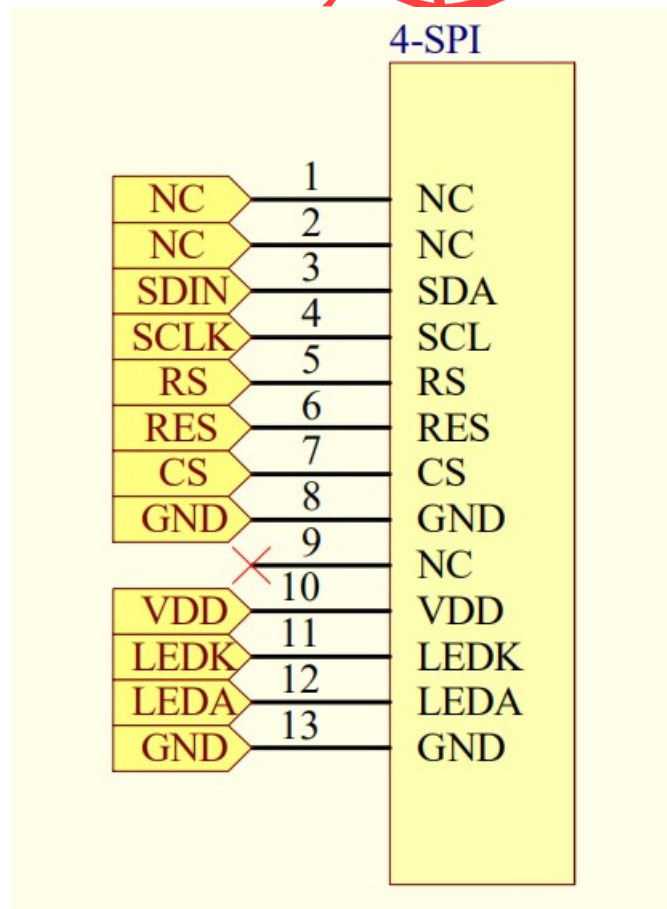 4-SPI
NC 1 NC
NC 2 NC
SDIN 3 SDA
SCLK 4 SCL
RS 5 RS
RES 6 RES
CS 7 CS
GND 8 GND
9 NC
VDD 10 VDD
LEDK 11 LEDK
LEDA 12 LEDA
GND 13 GND